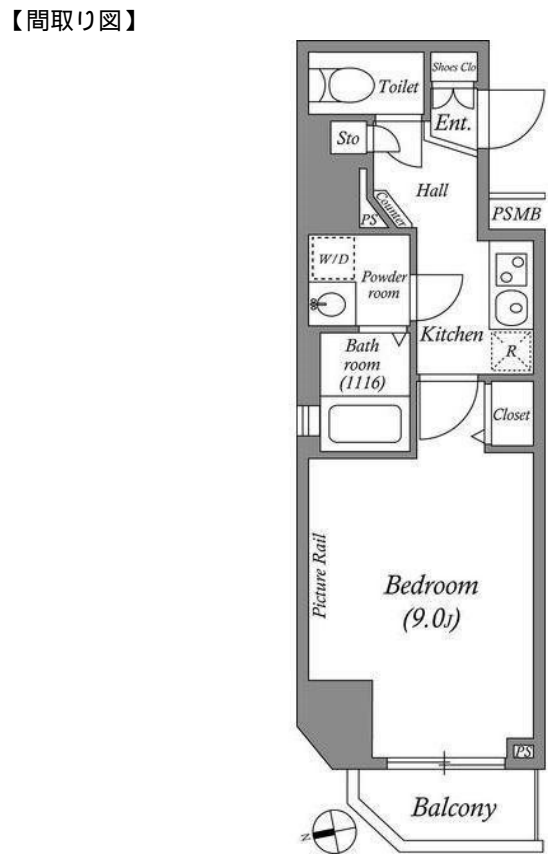 【間取り図】
Shoes Clo
Toilet
Ent.
Sto
Hall
Counter
PS
PSMB
W/D
Powder
room
Kitchen
Bath
room
(1116)
R
Closet
Picture Rail
Bedroom
(9.0J)
PS
Balcony
N